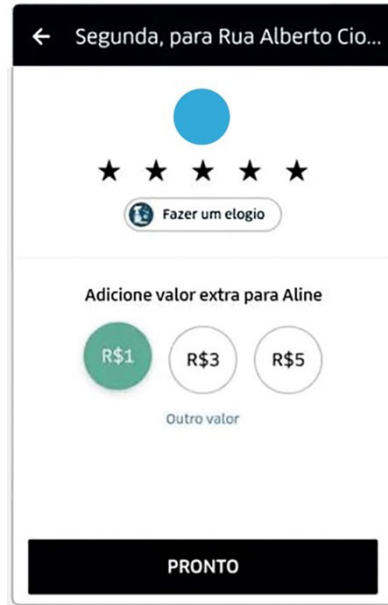 Segunda, para Rua Alberto Cio...
Fazer um elogio
Adicione valor extra para Aline
R$1 R$3 R$5
Outro valor
PRONTO